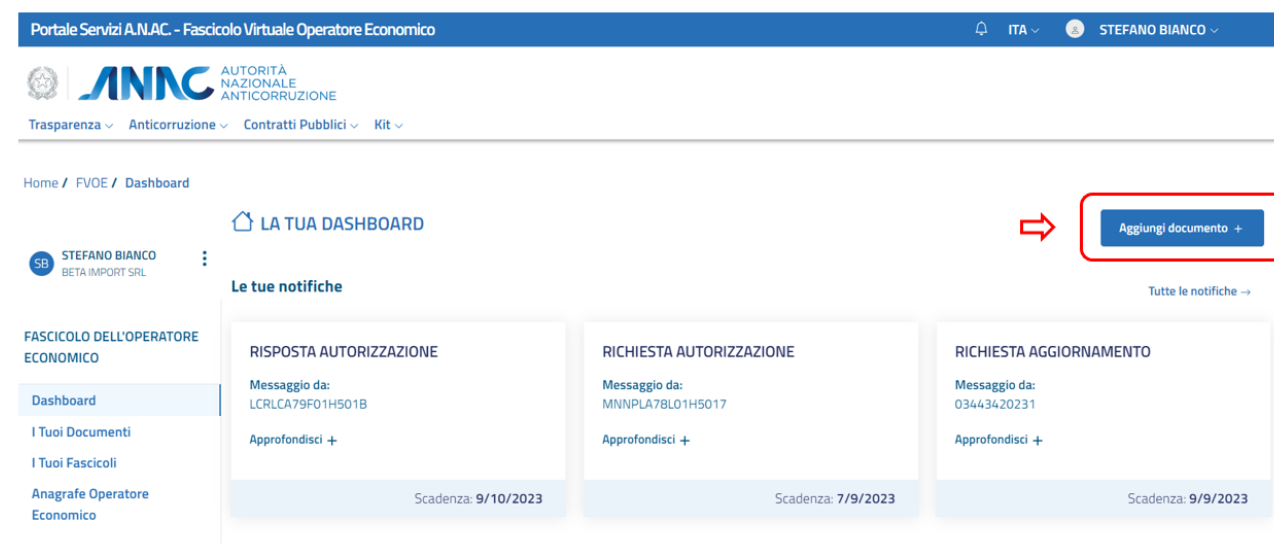 Portale Servizi A.N.AC. - Fascicolo Virtuale Operatore Economico
ITA
STEFANO BIANCO
ANAC
AUTORITÀ
NAZIONALE
ANTICORRUZIONE
Trasparenza Anticorruzione Contratti Pubblici Kit
Home / FVOE / Dashboard
LA TUA DASHBOARD
Aggiungi documento +
SB
STEFANO BIANCO
BETA IMPORT SRL
Le tue notifiche
Tutte le notifiche →
FASCICOLO DELL'OPERATORE
ECONOMICO
Dashboard
I Tuoi Documenti
I Tuoi Fascicoli
Anagrafe Operatore
Economico
RISPOSTA AUTORIZZAZIONE
Messaggio da:
LCRLCA79F01H501B
Approfondisci +
Scadenza: 9/10/2023
RICHIESTA AUTORIZZAZIONE
Messaggio da:
MNNPLA78L01H5017
Approfondisci +
Scadenza: 7/9/2023
RICHIESTA AGGIORNAMENTO
Messaggio da:
03443420231
Approfondisci +
Scadenza: 9/9/2023